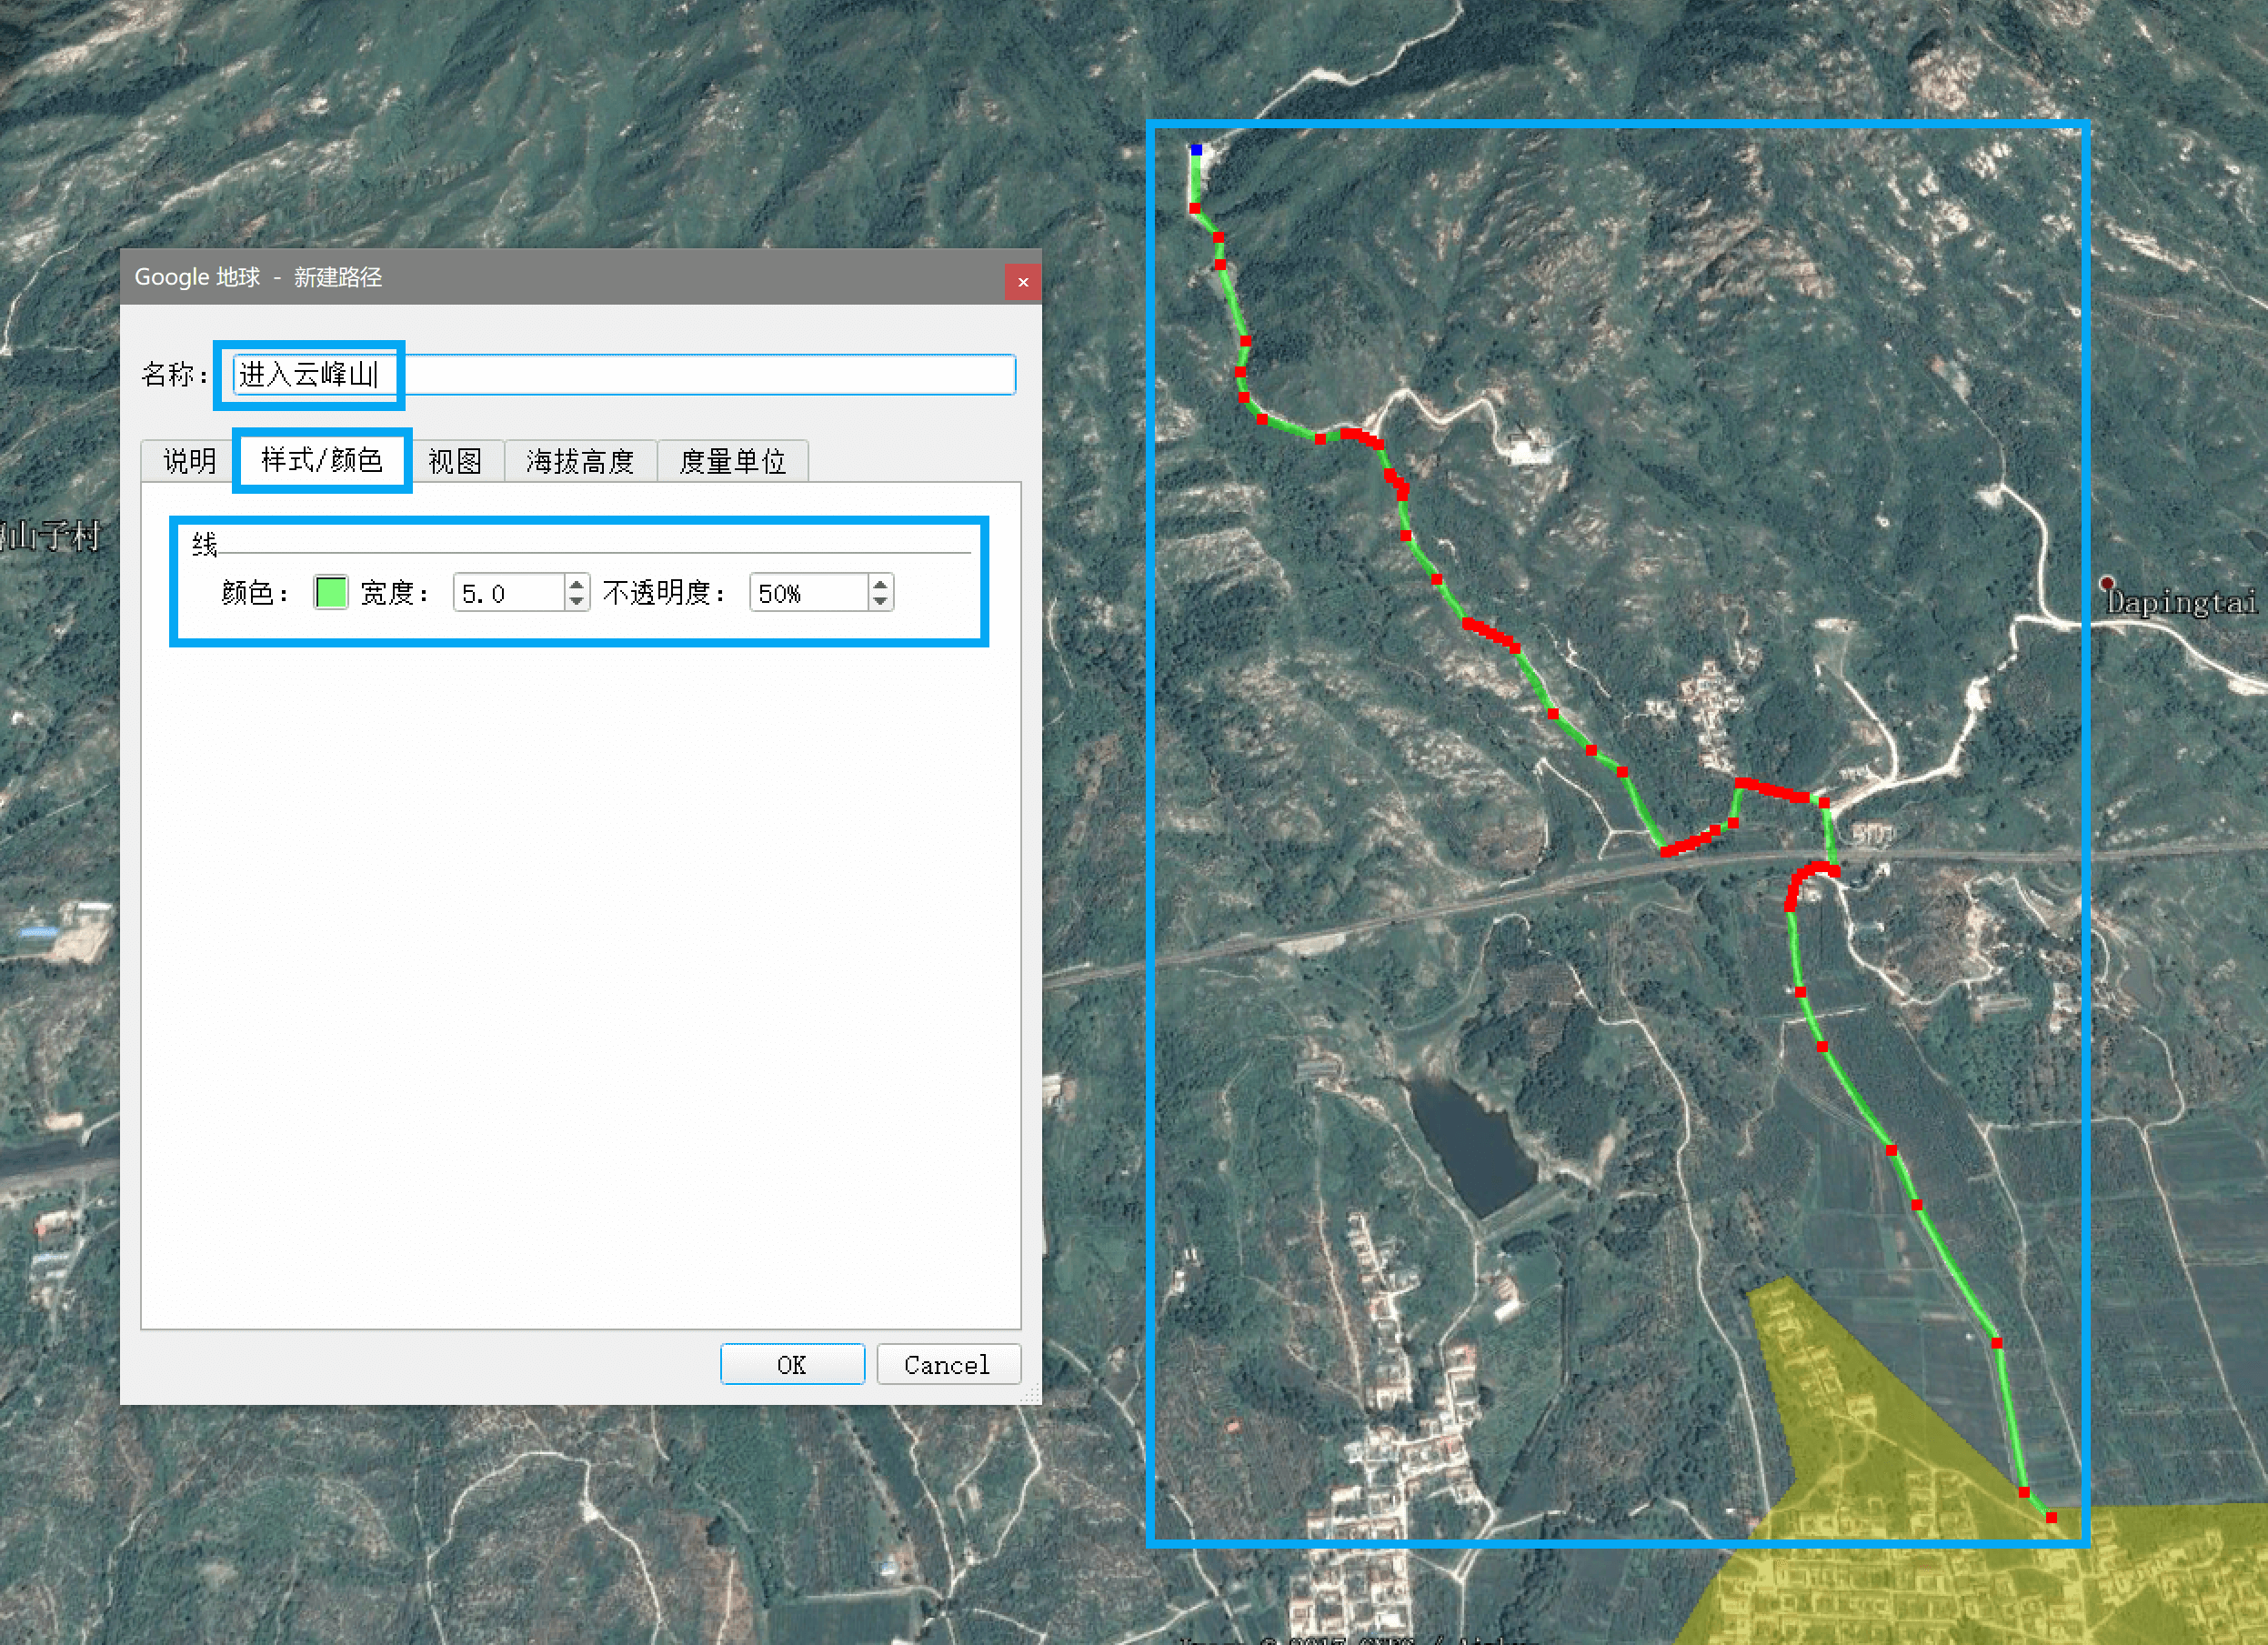 Google 地球 - 新建路径
名称：
进入云峰山
说明
样式/颜色
视图
海拔高度
度量单位
线
颜色：
宽度：
5.0
不透明度：
50%
OK
Cancel
山子村
Dapingtai